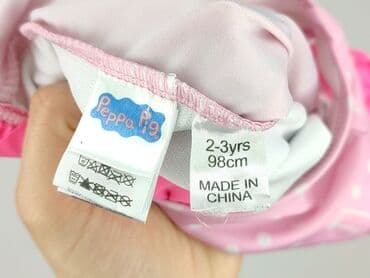 Peppa Pig
2-3yrs
98cm
MADE IN
CHINA